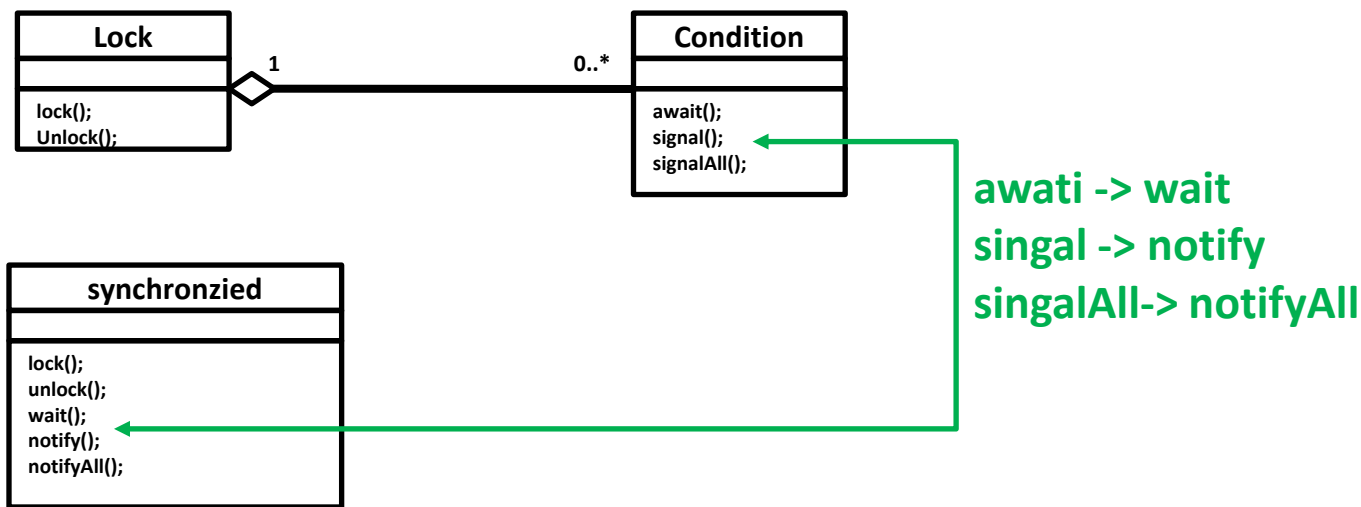 Lock
1
0..*
Condition
lock();
Unlock();
await();
signal();
signalAll();
awati -> wait
singal -> notify
singalAll-> notifyAll
synchronzied
lock();
unlock();
wait();
notify();
notifyAll();